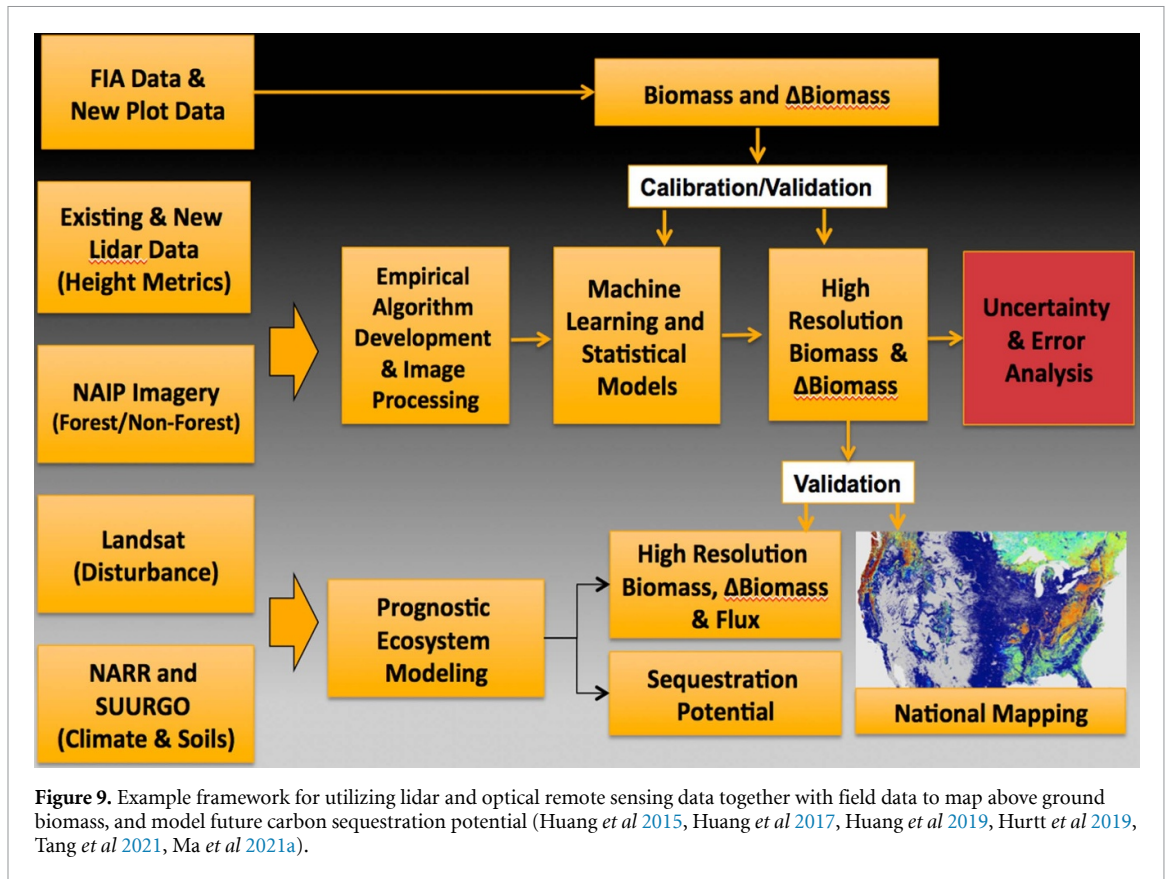 FIA Data &
New Plot Data
Biomass and ΔBiomass
Calibration/Validation
Existing & New
Lidar Data
(Height Metrics)
Empirical
Algorithm
Development
& Image
Processing
Machine
Learning and
Statistical
Models
High
Resolution
Biomass &
ΔBiomass
Uncertainty
& Error
Analysis
NAIP Imagery
(Forest/Non-Forest)
Validation
Landsat
(Disturbance)
Prognostic
Ecosystem
Modeling
High Resolution
Biomass, ΔBiomass
& Flux
NARR and
SUURGO
(Climate & Soils)
Sequestration
Potential
National Mapping
Figure 9. Example framework for utilizing lidar and optical remote sensing data together with field data to map above ground
biomass, and model future carbon sequestration potential (Huang et al 2015, Huang et al 2017, Huang et al 2019, Hurtt et al 2019,
Tang et al 2021, Ma et al 2021a).